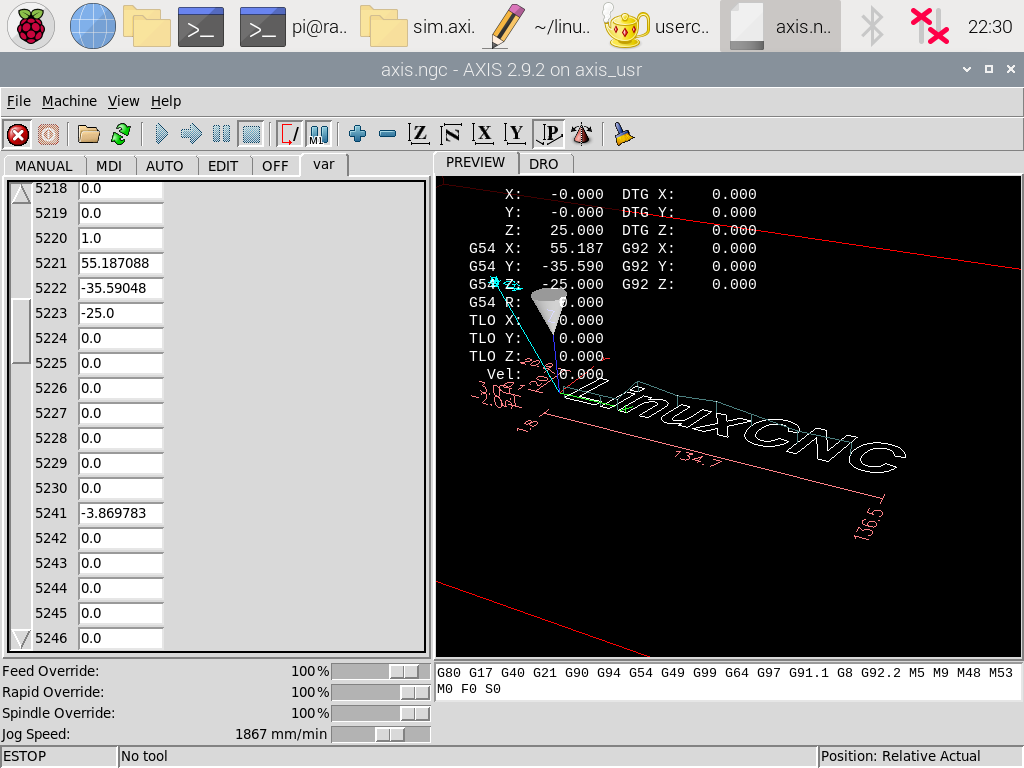 pi@ra.. sim.axi. ~/linu.. userc.. axis.n.. 22:30
axis.ngc - AXIS 2.9.2 on axis_usr
File Machine View Help
Z N X Y P
M1
MANUAL MDI AUTO EDIT OFF var
PREVIEW DRO
5218 0.0
5219 0.0
5220 1.0
5221 55.187088
5222 -35.59048
5223 -25.0
5224 0.0
5225 0.0
5226 0.0
5227 0.0
5228 0.0
5229 0.0
5230 0.0
5241 -3.869783
5242 0.0
5243 0.0
5244 0.0
5245 0.0
5246 0.0
X: -0.000 DTG X: 0.000
Y: -0.000 DTG Y: 0.000
Z: 25.000 DTG Z: 0.000
G54 X: 55.187 G92 X: 0.000
G54 Y: -35.590 G92 Y: 0.000
G54 Z: -25.000 G92 Z: 0.000
G54 R: 0.000
TLO X: 0.000
TLO Y: 0.000
TLO Z: 0.000
Vel: 0.000
LinuxCNC
1.8
134.7
136.5
Feed Override: 100%
Rapid Override: 100%
Spindle Override: 100%
Jog Speed: 1867 mm/min
G80 G17 G40 G21 G90 G94 G54 G49 G99 G64 G97 G91.1 G8 G92.2 M5 M9 M48 M53
M0 F0 S0
ESTOP No tool Position: Relative Actual